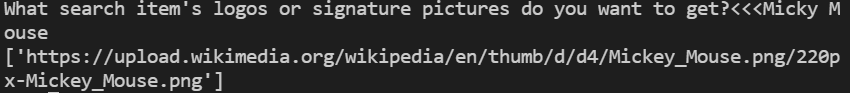 What search item's logos or signature pictures do you want to get?<<<Micky M
ouse
['https://upload.wikimedia.org/wikipedia/en/thumb/d/d4/Mickey_Mouse.png/220p
x-Mickey_Mouse.png']